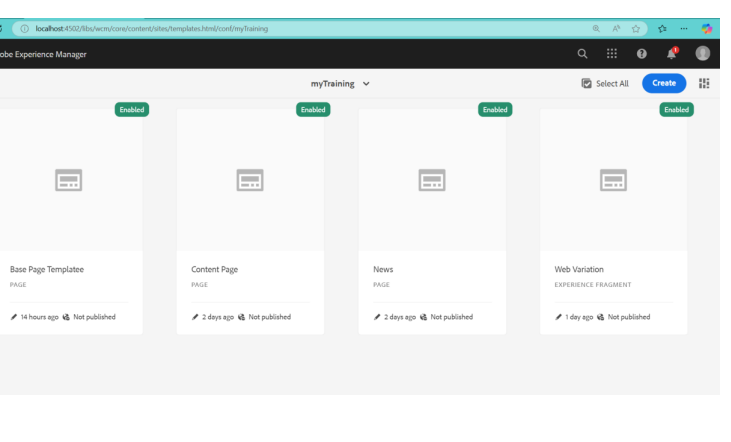 localhost:4502/libs/wcm/core/content/sites/templates.html/conf/myTraining
obe Experience Manager
myTraining
Select All
Create
Enabled
Enabled
Enabled
Enabled
Base Page Templatee
Content Page
News
Web Variation
PAGE
PAGE
PAGE
EXPERIENCE FRAGMENT
14 hours ago Not published
2 days ago Not published
2 days ago Not published
1 day ago Not published